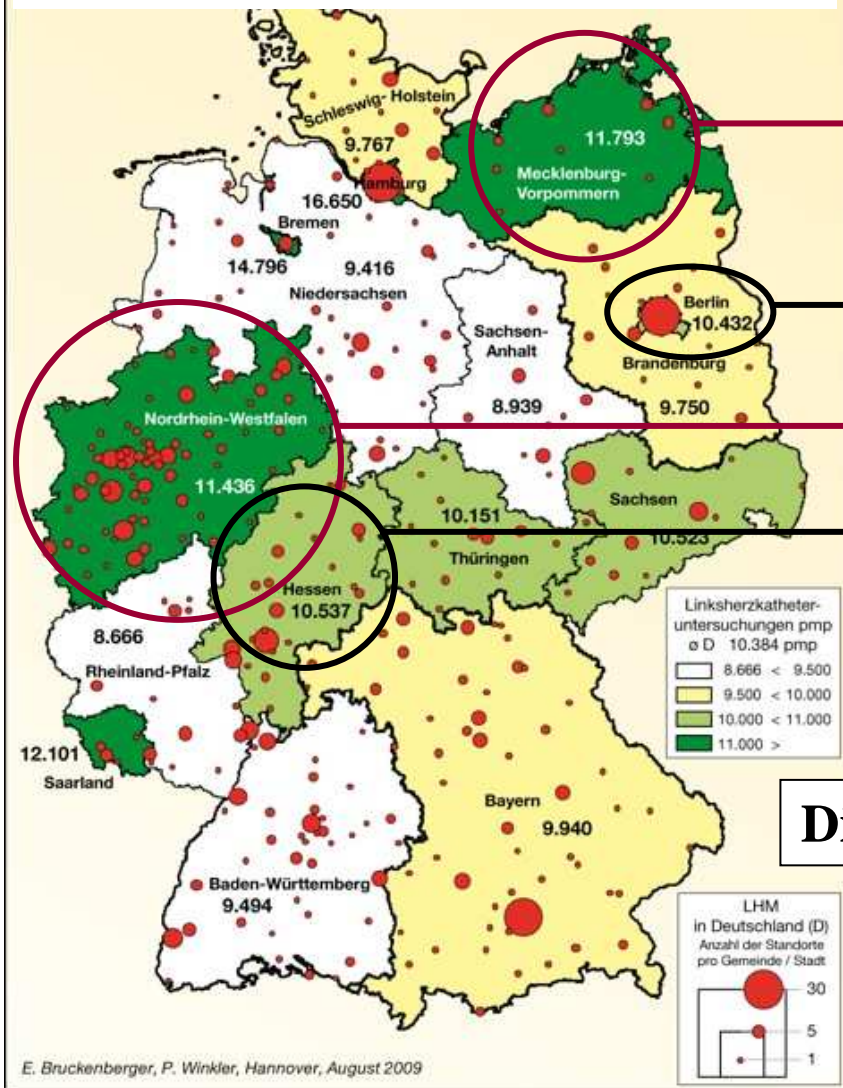 Schleswig- Holstein
9.767
11.793
Mecklenburg-
Vorpommern
Hamburg
16.650
Bremen
14.796
9.416
Niedersachsen
Berlin
10.432
Sachsen-
Anhalt
Brandenburg
8.939
9.750
Nordrhein-Westfalen
11.436
Sachsen
10.151
10.523
Thüringen
Hessen
10.537
8.666
Rheinland-Pfalz
12.101
Saarland
Bayern
9.940
Baden-Württemberg
9.494
Linksherzkatheter-
untersuchungen pmp
ø D 10.384 pmp
8.666 < 9.500
9.500 < 10.000
10.000 < 11.000
11.000 >
LHM
in Deutschland (D)
Anzahl der Standorte
pro Gemeinde / Stadt
30
5
1
E. Bruckenberger, P. Winkler, Hannover, August 2009